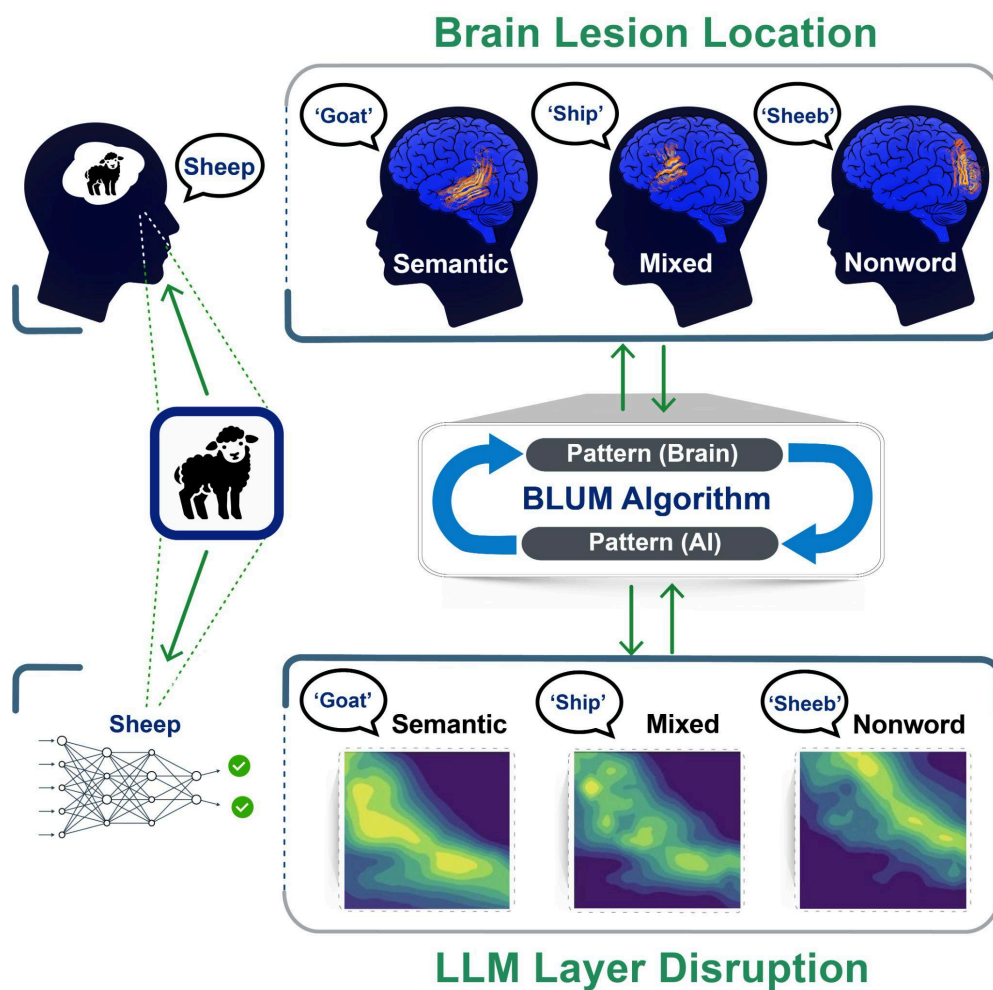 Brain Lesion Location
Sheep
‘Goat’
‘Ship’
‘Sheeb’
Semantic
Mixed
Nonword
Pattern (Brain)
BLUM Algorithm
Pattern (AI)
Sheep
‘Goat’
Semantic
‘Ship’
Mixed
‘Sheeb’
Nonword
LLM Layer Disruption